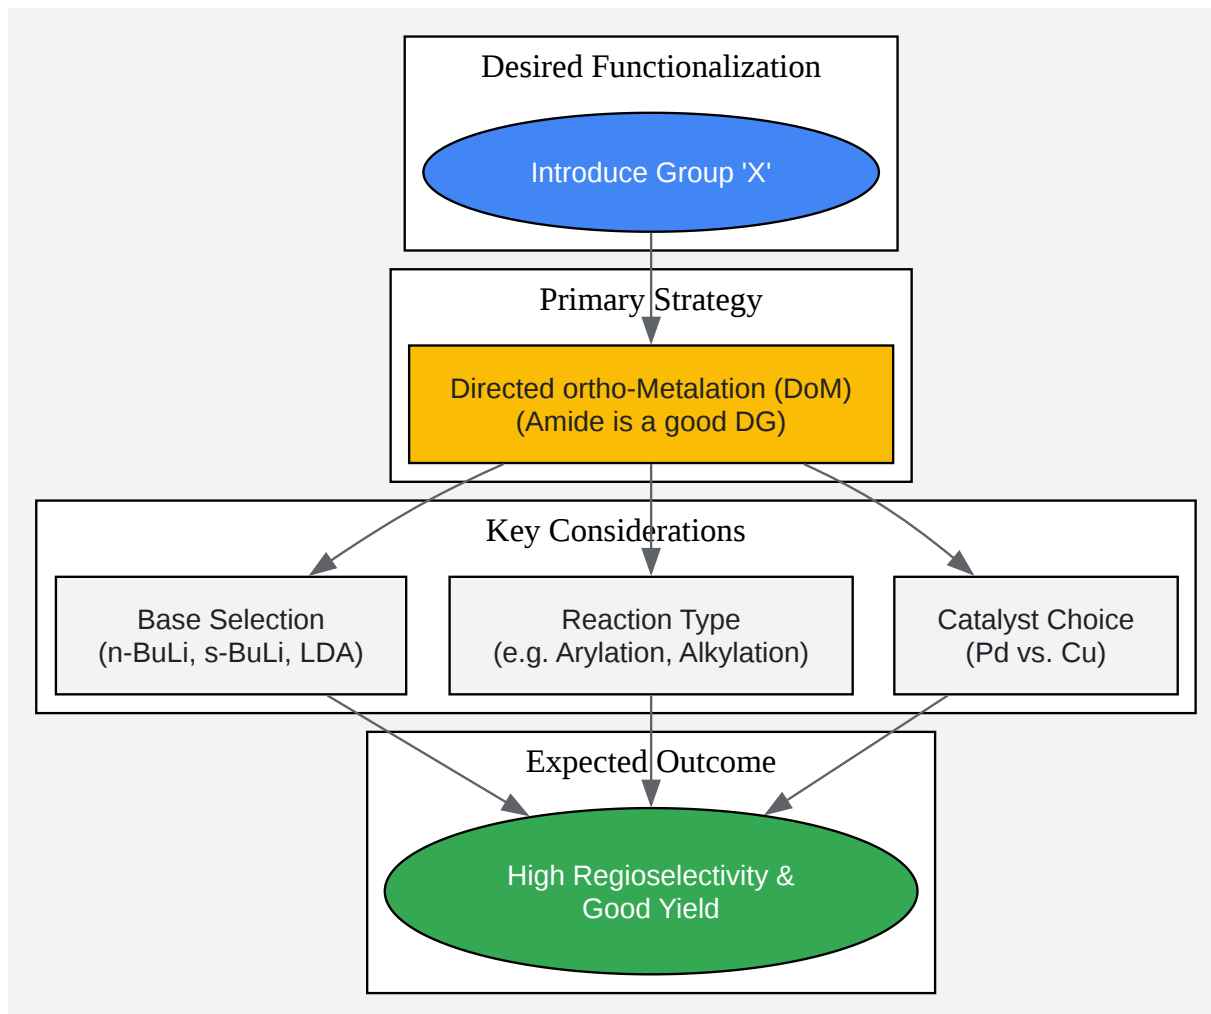 Desired Functionalization
Introduce Group 'X'
Primary Strategy
Directed ortho-Metalation (DoM)
(Amide is a good DG)
Key Considerations
Base Selection
(n-BuLi, s-BuLi, LDA)
Reaction Type
(e.g. Arylation, Alkylation)
Catalyst Choice
(Pd vs. Cu)
Expected Outcome
High Regioselectivity &
Good Yield